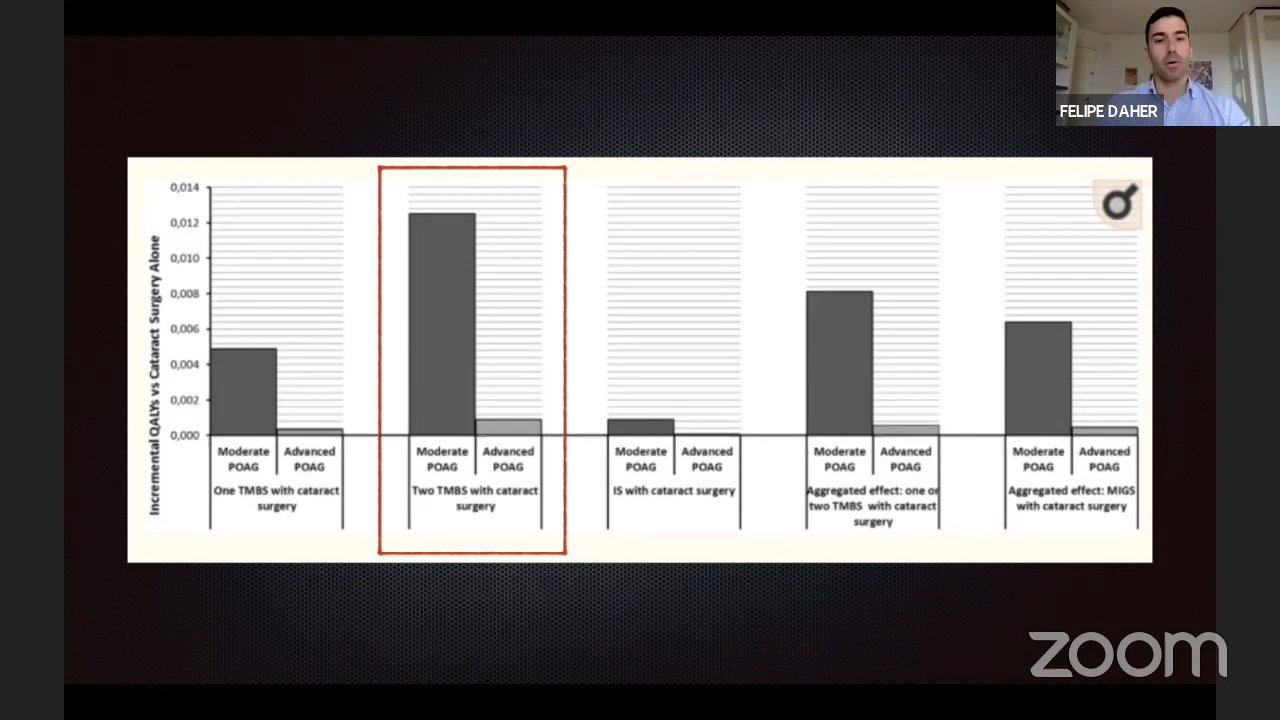 FELIPE DAHER
Incremental QALYs vs Cataract Surgery Alone
0,014
0,012
0,010
0,008
0,006
0,004
0,002
0,000
Moderate POAG
Advanced POAG
One TMBS with cataract
surgery
Moderate POAG
Advanced POAG
Two TMBS with cataract
surgery
Moderate POAG
Advanced POAG
IS with cataract surgery
Moderate POAG
Advanced POAG
Aggregated effect: one or
two TMBS with cataract
surgery
Moderate POAG
Advanced POAG
Aggregated effect: MIGS
with cataract surgery
zoom